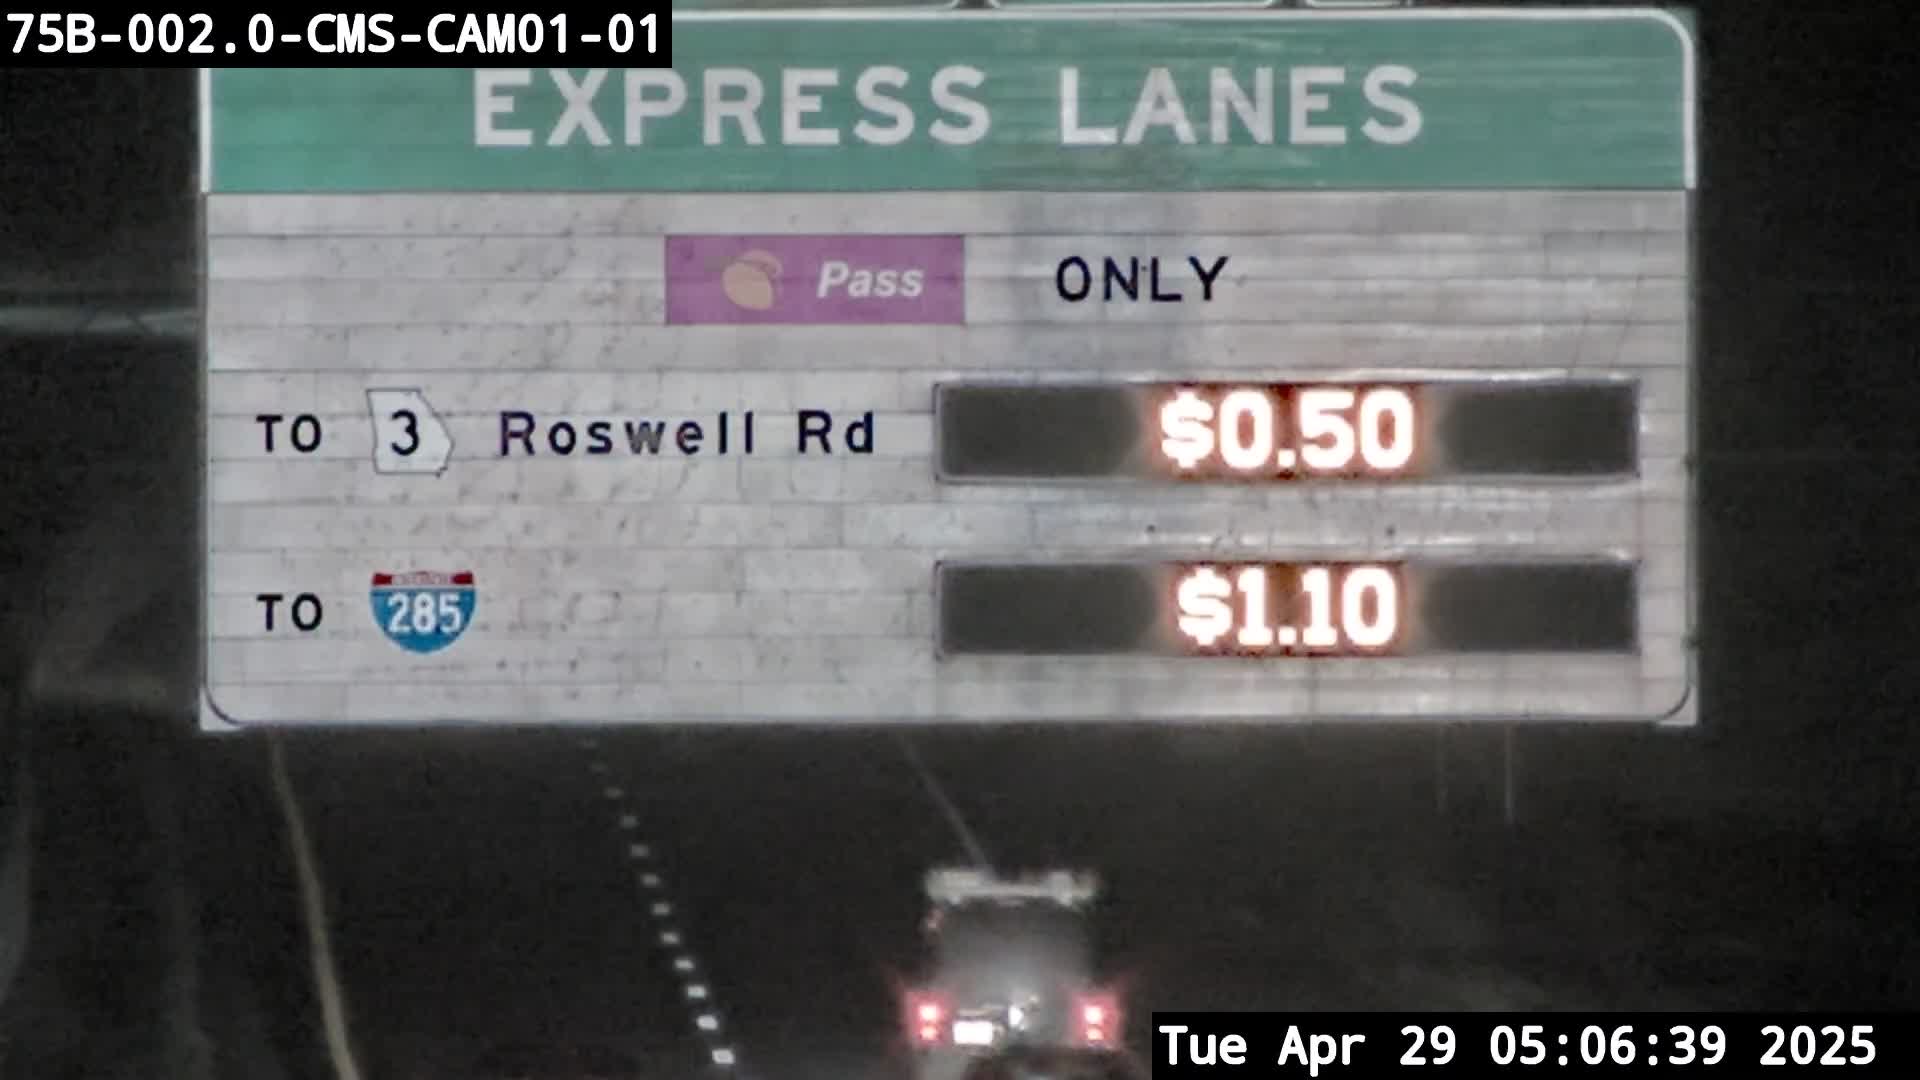 75B-002.0-CMS-CAM01-01
EXPRESS LANES
Pass ONLY
TO 3 Roswell Rd $0.50
TO 285 $1.10
Tue Apr 29 05:06:39 2025